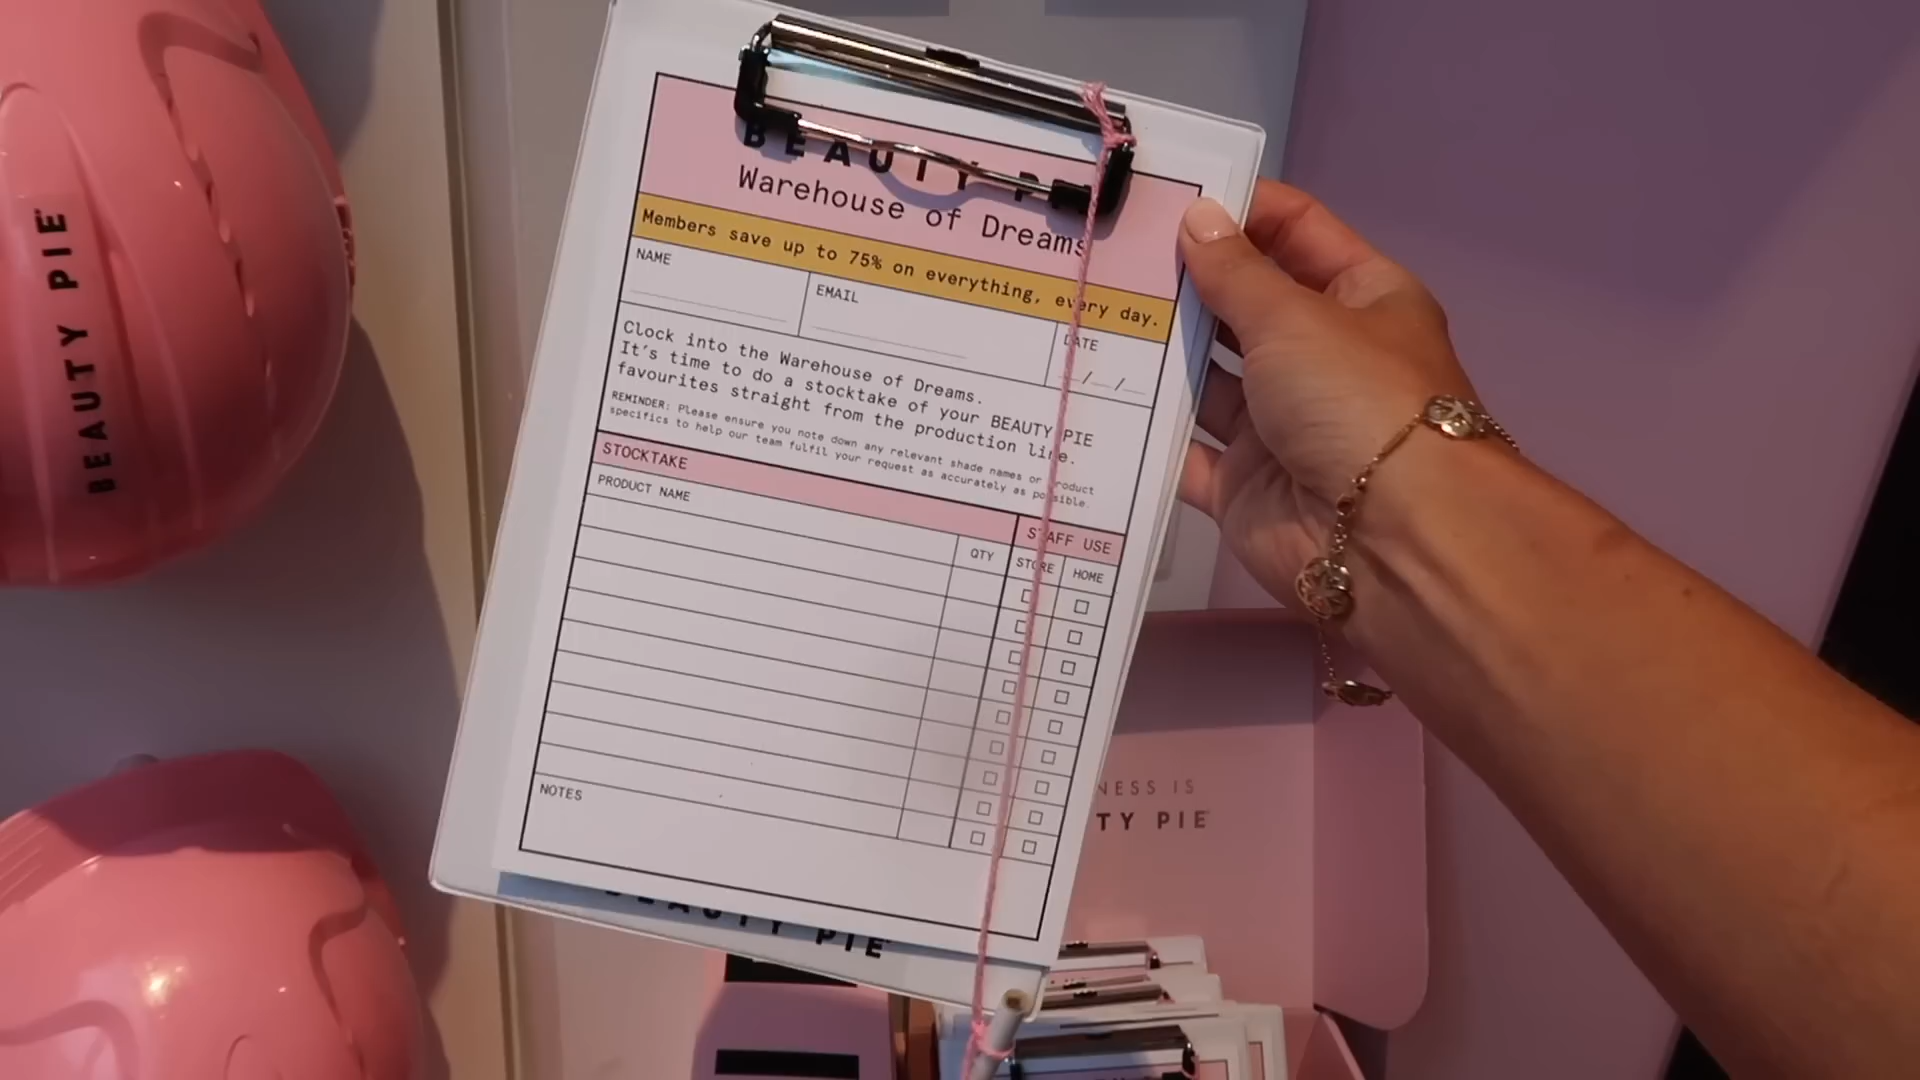 BEAUTY PIE
BEAUTY P
Warehouse of Dreams
Members save up to 75% on everything, every day.
NAME
EMAIL
DATE
__/__/__
Clock into the Warehouse of Dreams.
It's time to do a stocktake of your BEAUTY PIE
favourites straight from the production line.
REMINDER: Please ensure you note down any relevant shade names or product
specifics to help our team fulfil your request as accurately as possible.
STOCKTAKE
STAFF USE
PRODUCT NAME
QTY
STORE
HOME
NOTES
BEAUTY PIE
NESS IS
TY PIE